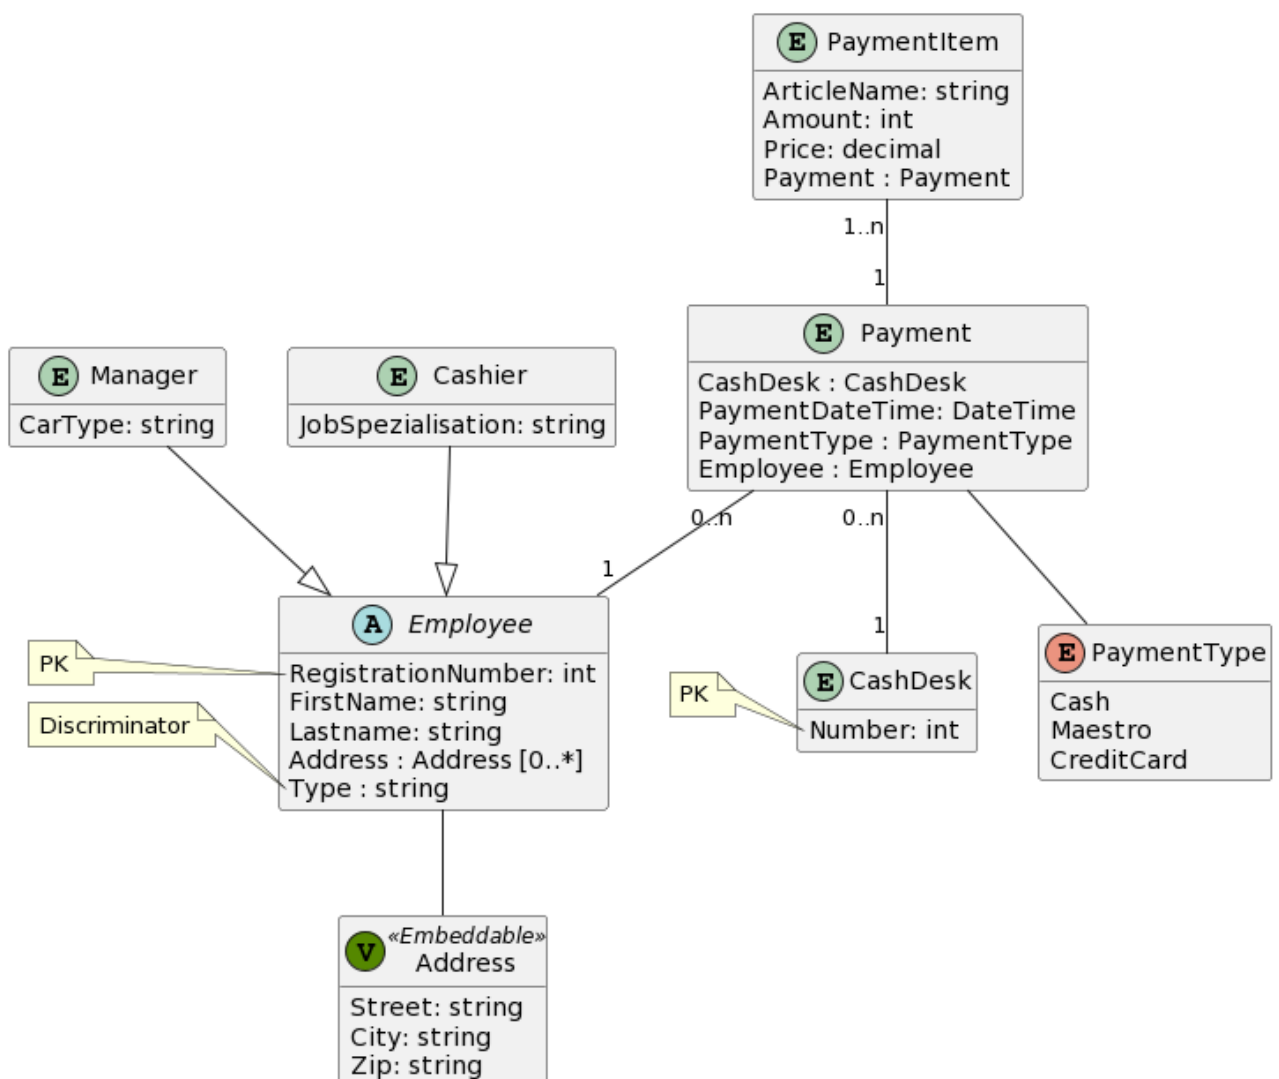 E PaymentItem
ArticleName: string
Amount: int
Price: decimal
Payment : Payment
1..n
1
E Payment
CashDesk : CashDesk
PaymentDateTime: DateTime
PaymentType : PaymentType
Employee : Employee
E Manager
CarType: string
E Cashier
JobSpezialisation: string
0..n
0..n
1
1
A Employee
RegistrationNumber: int
FirstName: string
Lastname: string
Address : Address [0..*]
Type : string
PK
Discriminator
PK
E CashDesk
Number: int
E PaymentType
Cash
Maestro
CreditCard
V «Embeddable»
Address
Street: string
City: string
Zip: string